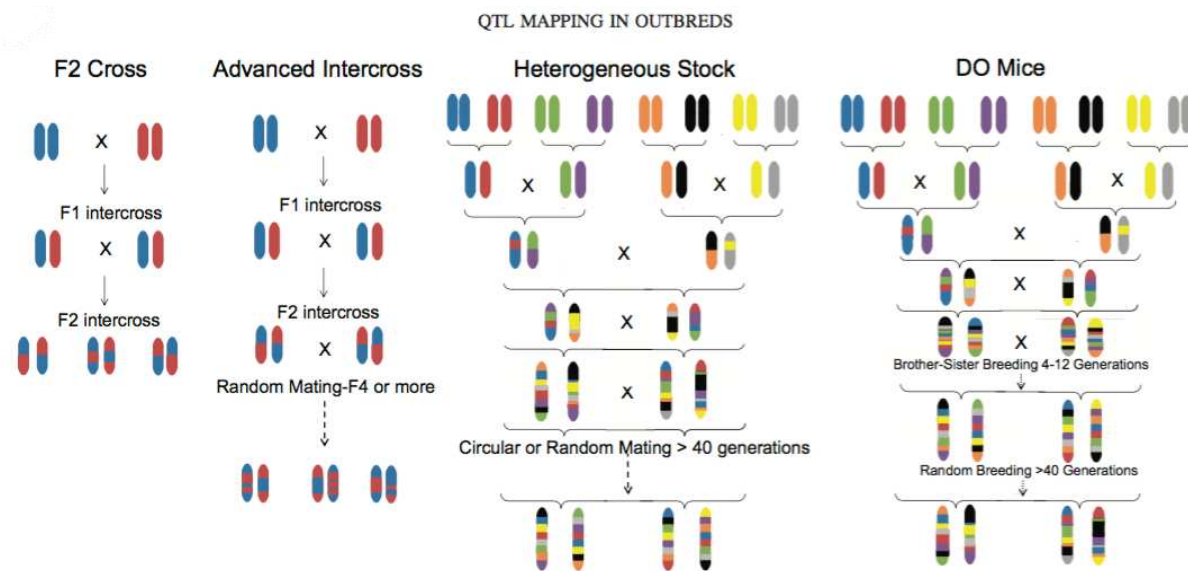 QTL MAPPING IN OUTBREDS
F2 Cross
X
F1 intercross
X
F2 intercross
Advanced Intercross
X
F1 intercross
X
F2 intercross
X
Random Mating-F4 or more
Heterogeneous Stock
X
X
X
X
X
Circular or Random Mating > 40 generations
DO Mice
X
X
X
X
X
Brother-Sister Breeding 4-12 Generations
Random Breeding >40 Generations